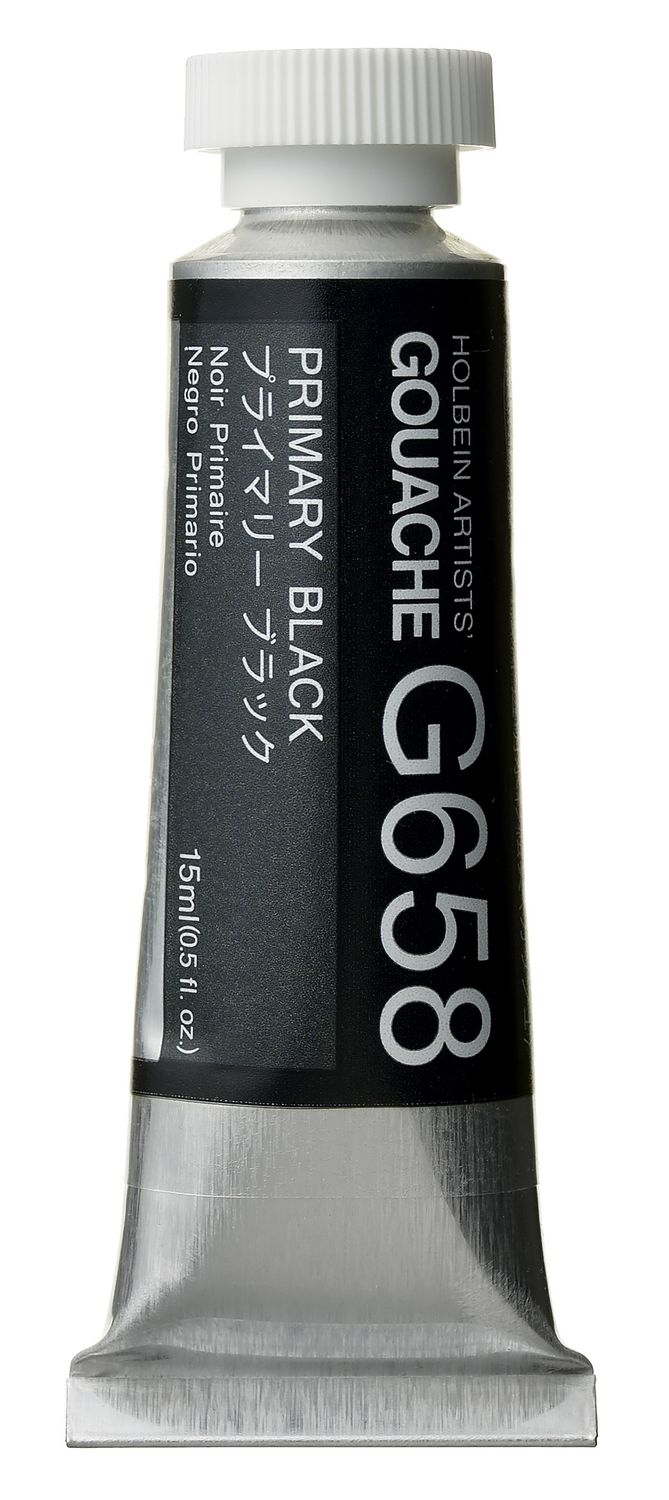 HOLBEIN ARTISTS'
GOUACHE G658
PRIMARY BLACK
プライマリー ブラック
Noir Primaire
Negro Primario
15ml(0.5 fl. oz.)